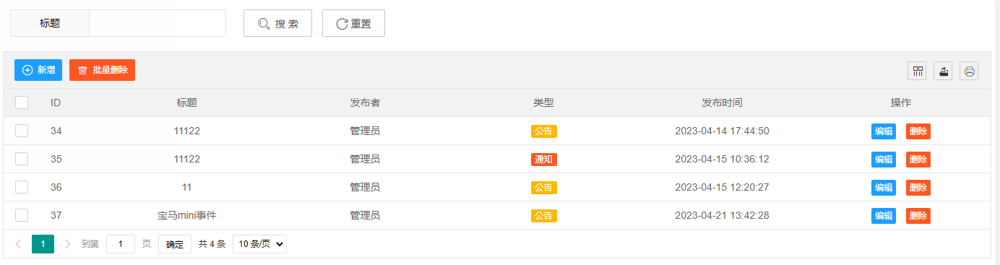 标题 搜 索 重置
新增 批量删除
ID 标题 发布者 类型 发布时间 操作
34 11122 管理员 公告 2023-04-14 17:44:50 编辑 删除
35 11122 管理员 通知 2023-04-15 10:36:12 编辑 删除
36 11 管理员 公告 2023-04-15 12:20:27 编辑 删除
37 宝马mini事件 管理员 公告 2023-04-21 13:42:28 编辑 删除
1 到第 1 页 确定 共 4 条 10 条/页